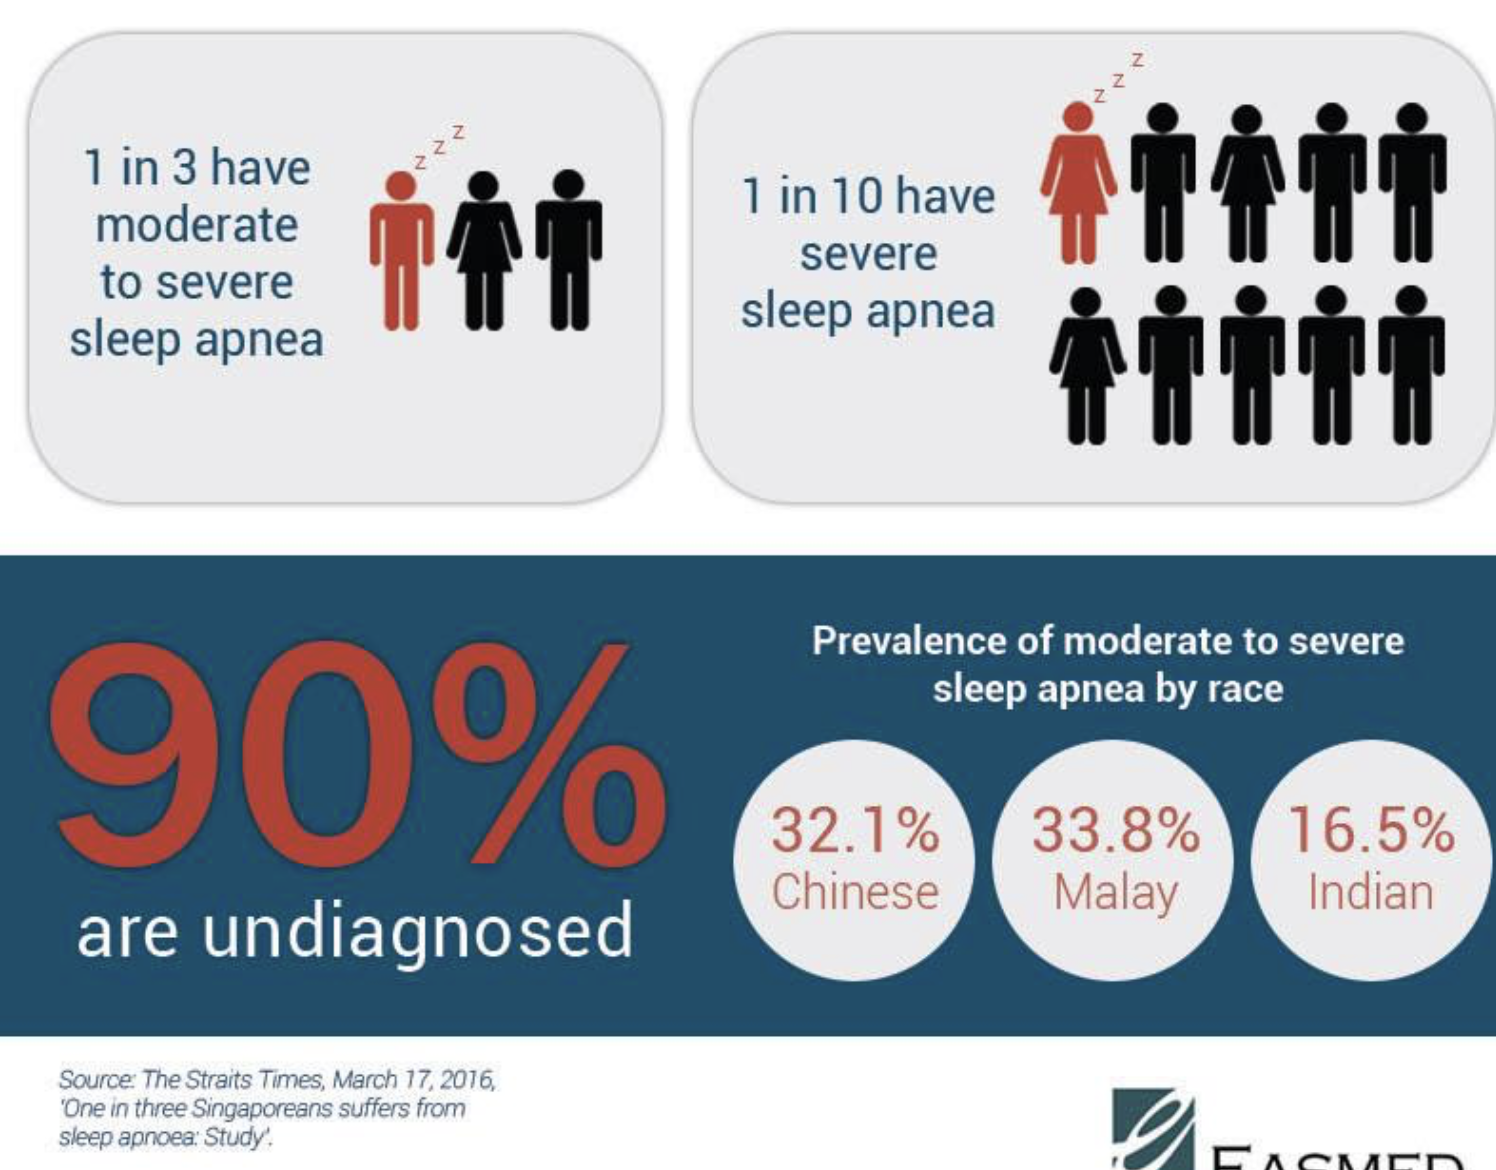 1 in 3 have
moderate
to severe
sleep apnea
z z z
1 in 10 have
severe
sleep apnea
z z z
90%
are undiagnosed
Prevalence of moderate to severe
sleep apnea by race
32.1%
Chinese
33.8%
Malay
16.5%
Indian
Source: The Straits Times, March 17, 2016,
'One in three Singaporeans suffers from
sleep apnoea: Study'.
EASMED